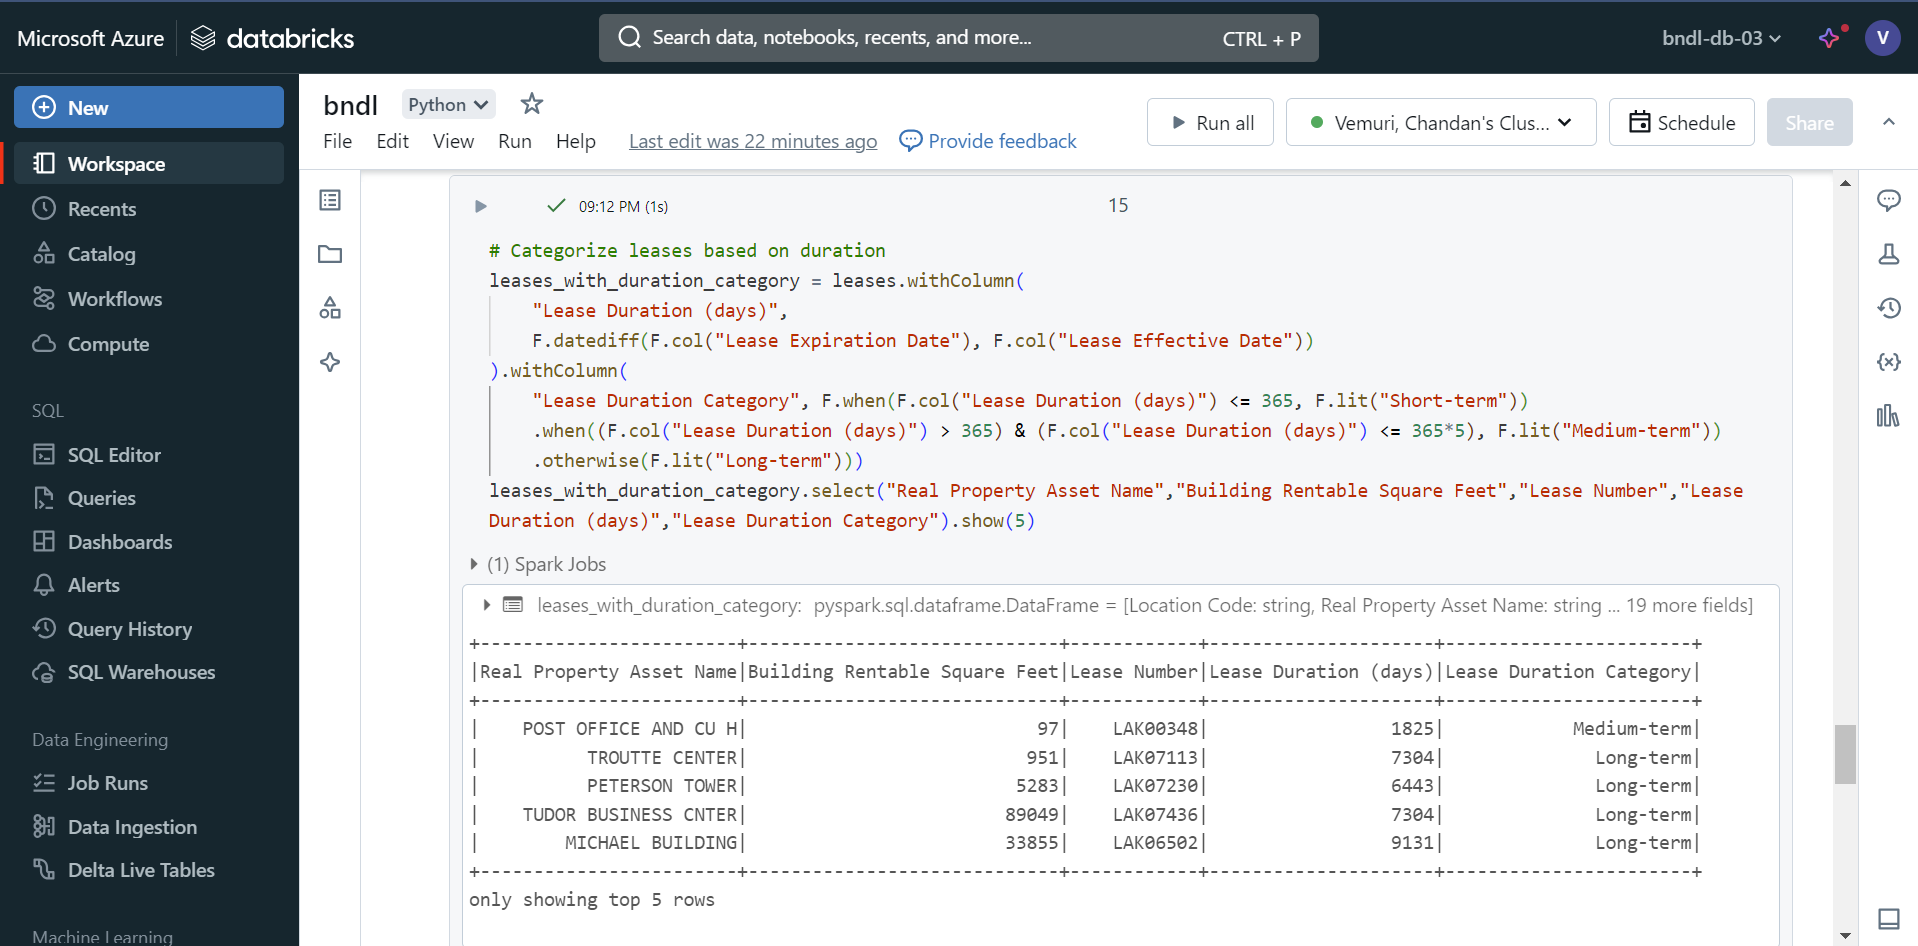 Microsoft Azure
databricks
Search data, notebooks, recents, and more...
CTRL + P
bndl-db-03
V
New
Workspace
Recents
Catalog
Workflows
Compute
SQL
SQL Editor
Queries
Dashboards
Alerts
Query History
SQL Warehouses
Data Engineering
Job Runs
Data Ingestion
Delta Live Tables
Machine Learning
bndl
Python
File
Edit
View
Run
Help
Last edit was 22 minutes ago
Provide feedback
Run all
Vemuri, Chandan's Clus...
Schedule
Share
09:12 PM (1s)
15
# Categorize leases based on duration
leases_with_duration_category = leases.withColumn(
    "Lease Duration (days)",
    F.datediff(F.col("Lease Expiration Date"), F.col("Lease Effective Date"))
).withColumn(
    "Lease Duration Category", F.when(F.col("Lease Duration (days)") <= 365, F.lit("Short-term"))
    .when((F.col("Lease Duration (days)") > 365) & (F.col("Lease Duration (days)") <= 365*5), F.lit("Medium-term"))
    .otherwise(F.lit("Long-term")))
leases_with_duration_category.select("Real Property Asset Name","Building Rentable Square Feet","Lease Number","Lease
Duration (days)","Lease Duration Category").show(5)
(1) Spark Jobs
leases_with_duration_category: pyspark.sql.dataframe.DataFrame = [Location Code: string, Real Property Asset Name: string ... 19 more fields]
+------------------------+-----------------------------+------------+---------------------+-----------------------+
|Real Property Asset Name|Building Rentable Square Feet|Lease Number|Lease Duration (days)|Lease Duration Category|
+------------------------+-----------------------------+------------+---------------------+-----------------------+
|    POST OFFICE AND CU H|                           97|    LAK00348|                 1825|            Medium-term|
|          TROUTTE CENTER|                          951|    LAK07113|                 7304|              Long-term|
|          PETERSON TOWER|                         5283|    LAK07230|                 6443|              Long-term|
|    TUDOR BUSINESS CNTER|                        89049|    LAK07436|                 7304|              Long-term|
|        MICHAEL BUILDING|                        33855|    LAK06502|                 9131|              Long-term|
+------------------------+-----------------------------+------------+---------------------+-----------------------+
only showing top 5 rows